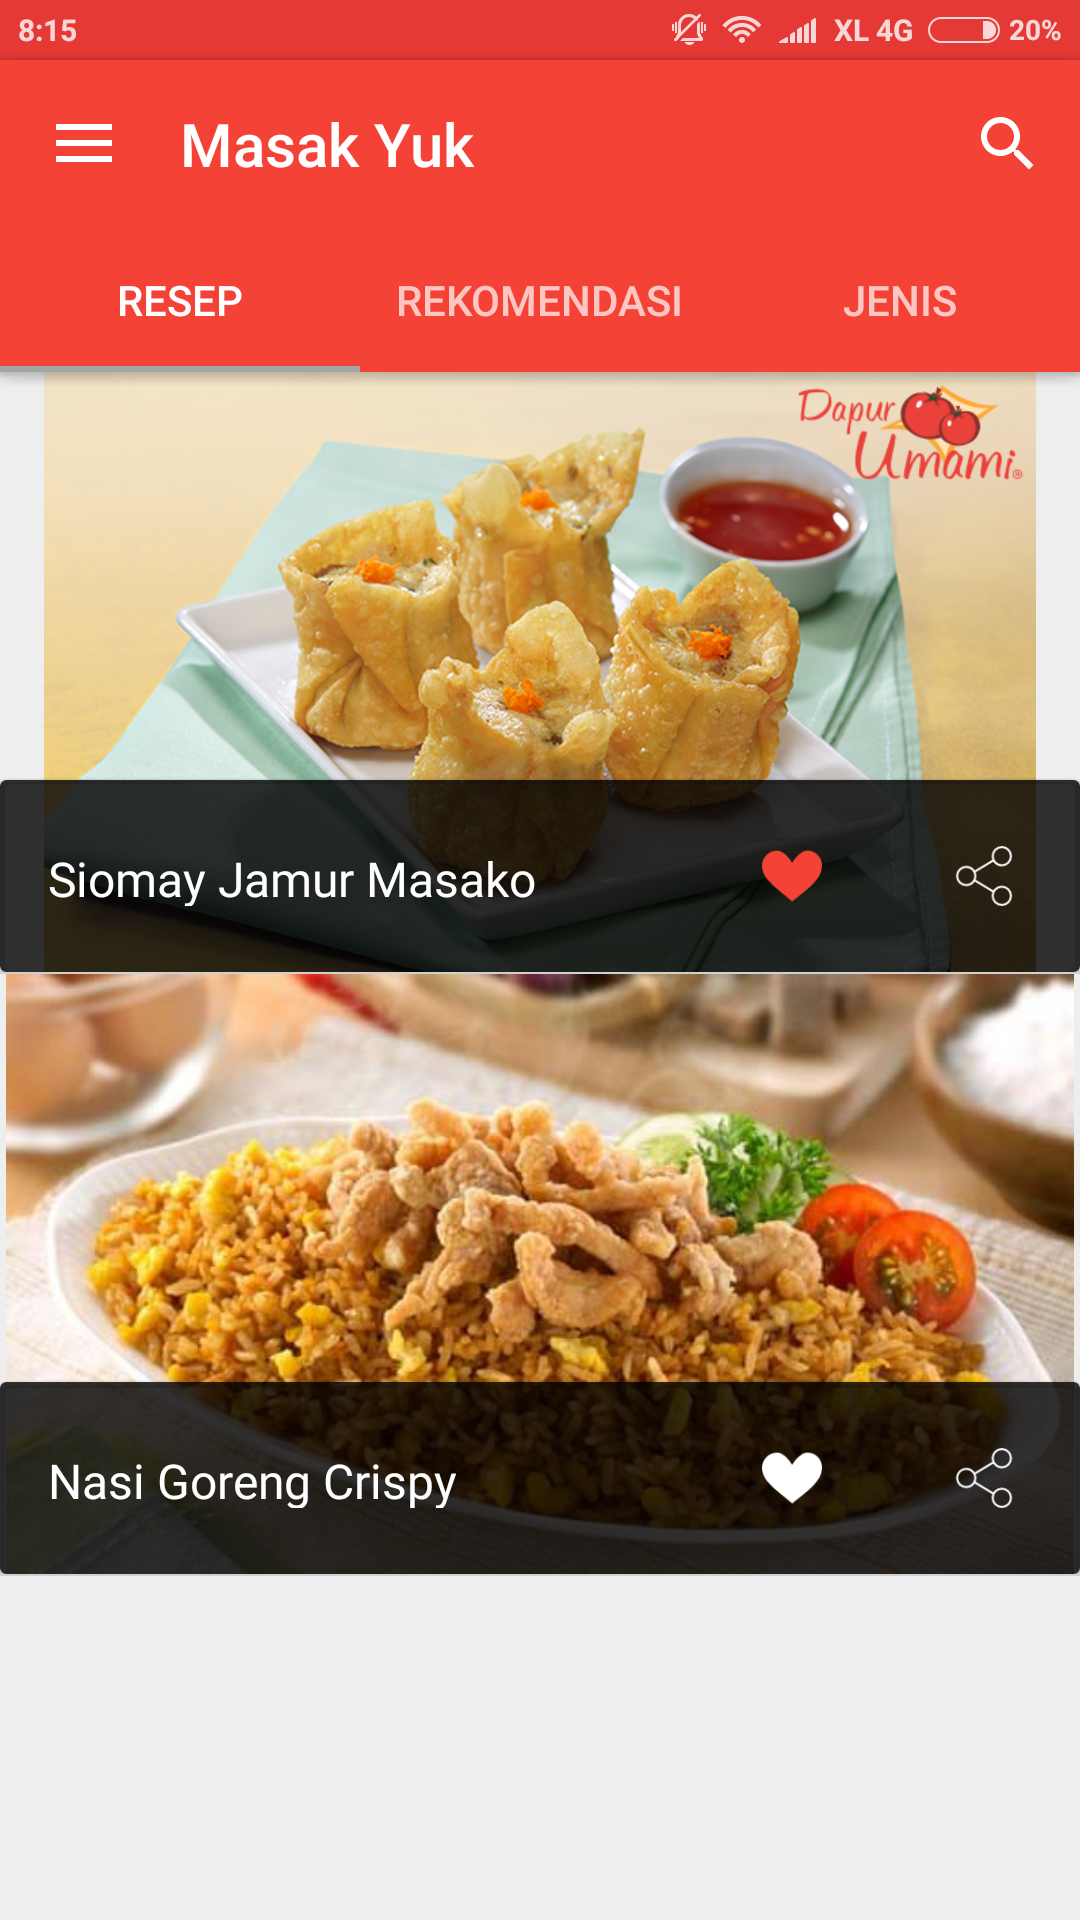 8:15 XL 4G 20%
Masak Yuk
RESEP REKOMENDASI JENIS
Dapur
Umami®
Siomay Jamur Masako
Nasi Goreng Crispy